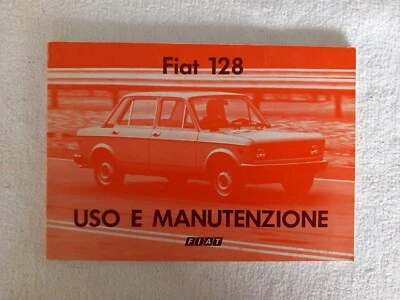 Fiat 128
USO E MANUTENZIONE
FIAT